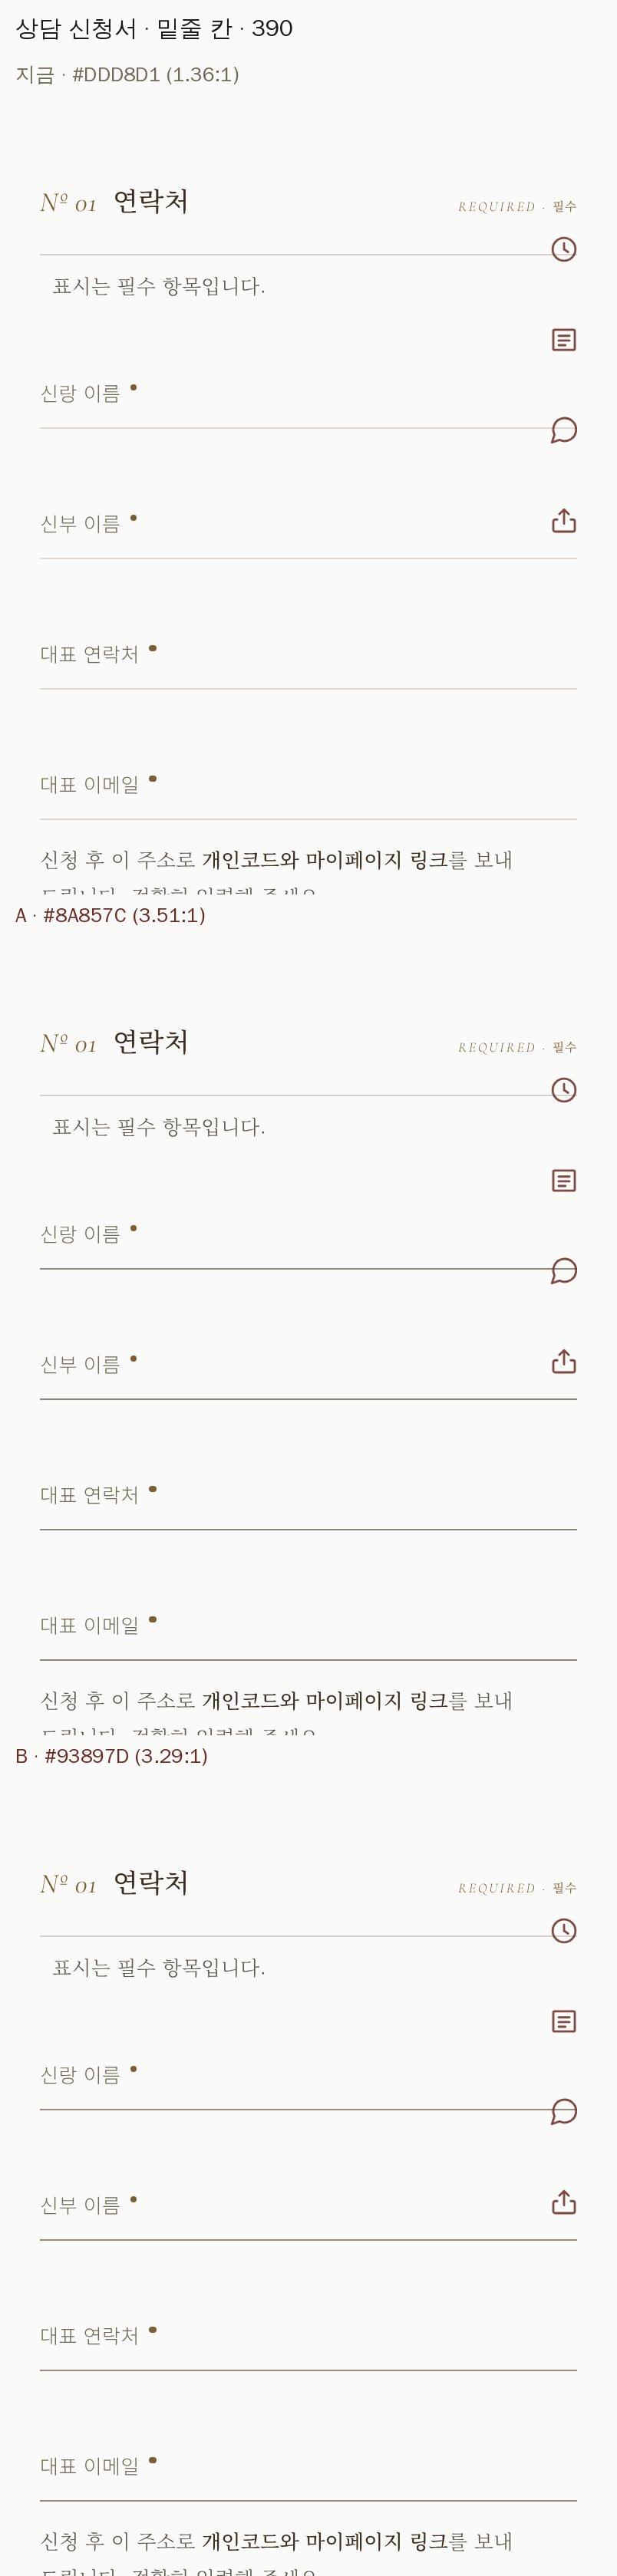 상담 신청서 · 밑줄 칸 · 390
지금 · #DDD8D1 (1.36:1)
Nº 01 연락처 REQUIRED · 필수
표시는 필수 항목입니다.
신랑 이름
신부 이름
대표 연락처
대표 이메일
신청 후 이 주소로 개인코드와 마이페이지 링크를 보내
A · #8A857C (3.51:1)
Nº 01 연락처 REQUIRED · 필수
표시는 필수 항목입니다.
신랑 이름
신부 이름
대표 연락처
대표 이메일
신청 후 이 주소로 개인코드와 마이페이지 링크를 보내
B · #93897D (3.29:1)
Nº 01 연락처 REQUIRED · 필수
표시는 필수 항목입니다.
신랑 이름
신부 이름
대표 연락처
대표 이메일
신청 후 이 주소로 개인코드와 마이페이지 링크를 보내